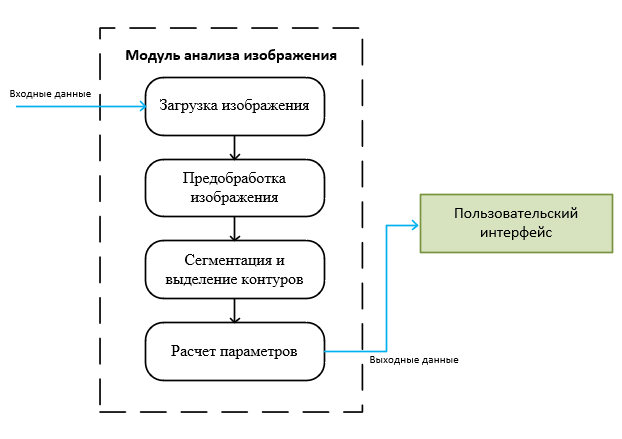 Модуль анализа изображения
Входные данные
Загрузка изображения
Предобработка
изображения
Пользовательский
интерфейс
Сегментация и
выделение контуров
Расчет параметров
Выходные данные